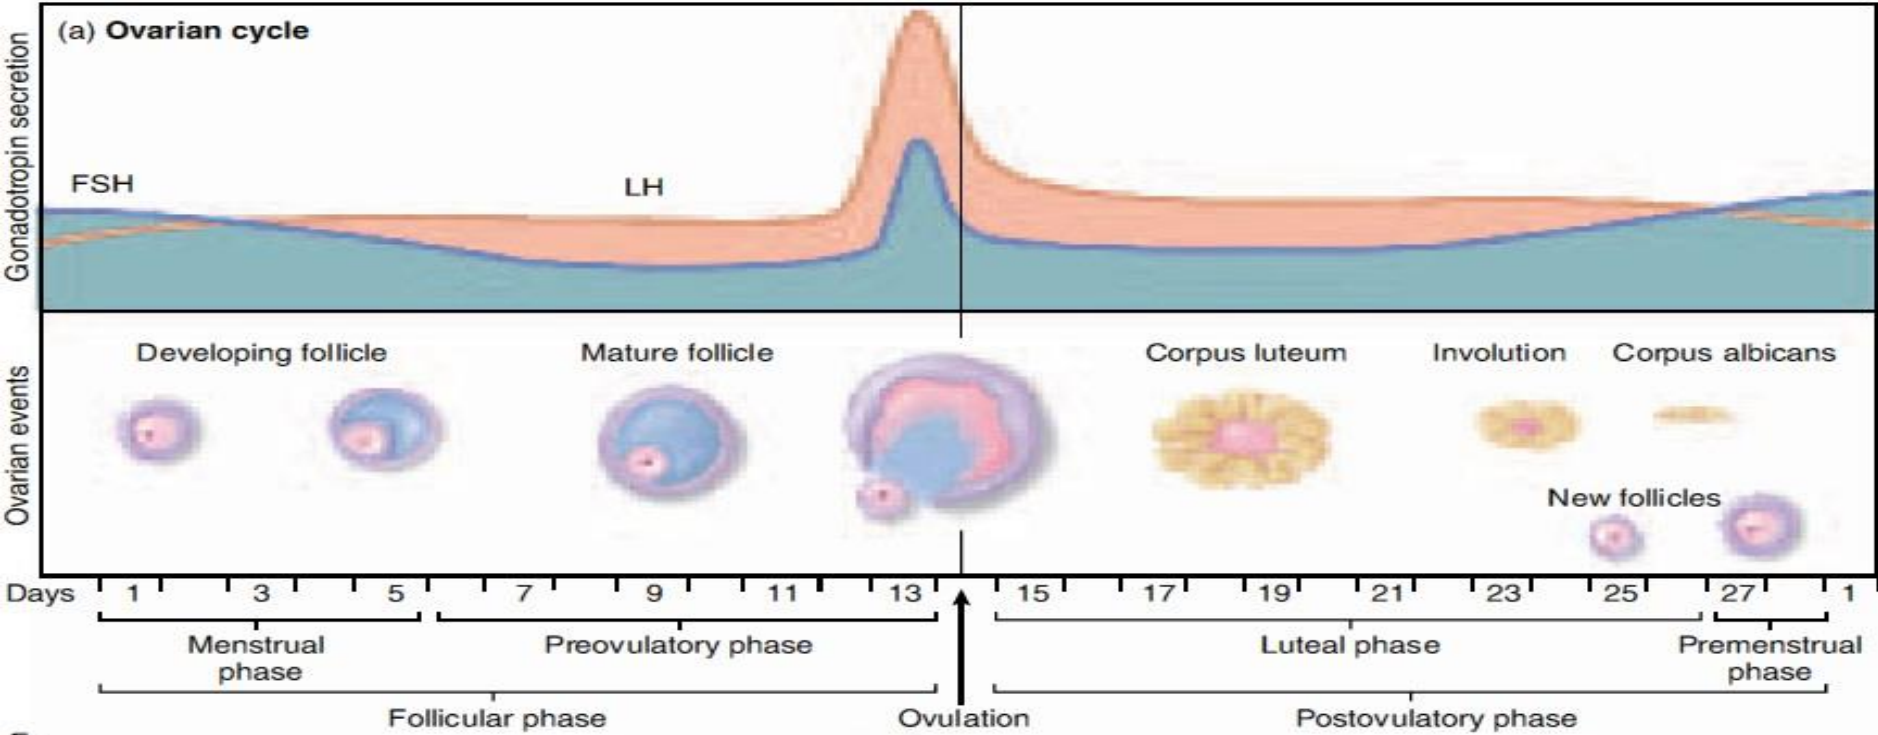 (a) Ovarian cycle
Gonadotropin secretion
FSH
LH
Ovarian events
Developing follicle
Mature follicle
Corpus luteum
Involution
Corpus albicans
New follicles
Days 1 3 5 7 9 11 13 15 17 19 21 23 25 27 1
Menstrual
phase
Preovulatory phase
Luteal phase
Premenstrual
phase
Follicular phase
Ovulation
Postovulatory phase